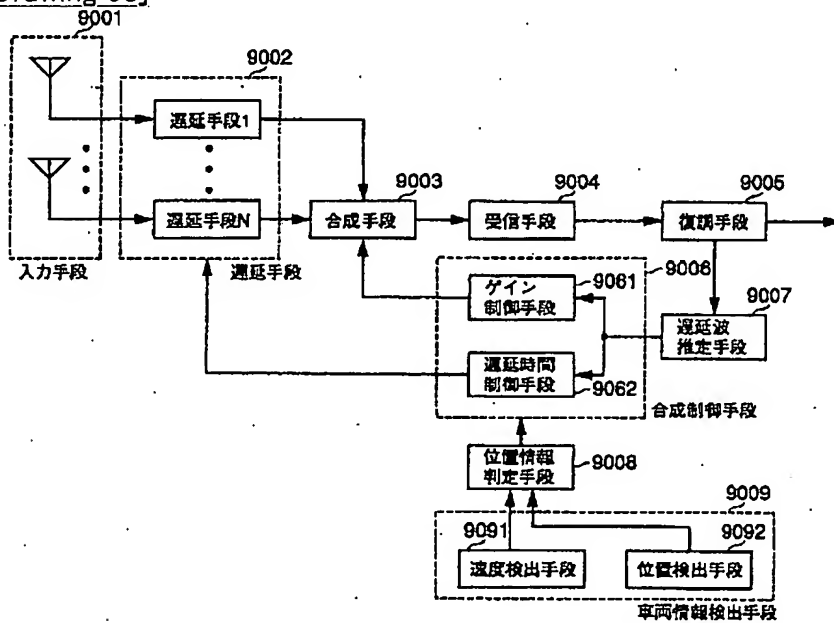 9001
9002
遅延手段1
9003
9004
9005
遅延手段N
合成手段
受信手段
復調手段
入力手段
遅延手段
9006
ゲイン
制御手段
9061
9007
遅延波
推定手段
遅延時間
制御手段
9062
合成制御手段
位置情報
判定手段
9008
9009
9091
9092
速度検出手段
位置検出手段
車両情報検出手段